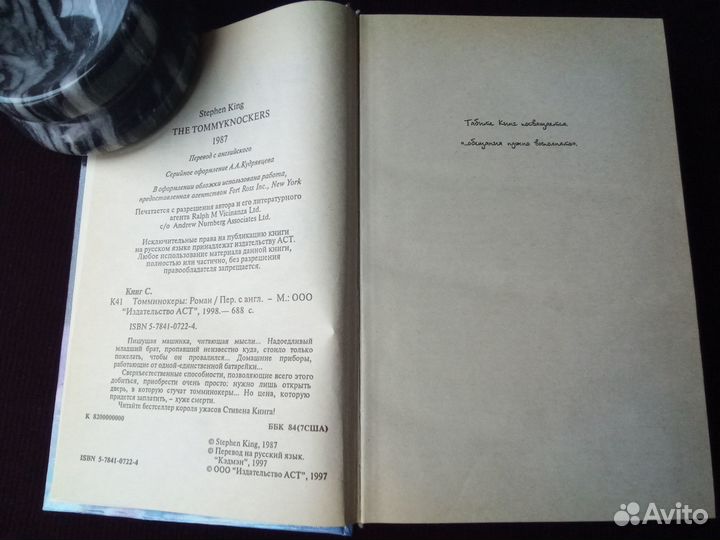 Stephen King
THE TOMMYKNOCKERS
1987
Перевод с английского
Серийное оформление А.А.Кудрявцева
В оформлении обложки использована работа,
предоставленная агентством Fort Ross Inc., New York
Печатается с разрешения автора и его литературного
агента Ralph M Vicinanza Ltd.
c/o Andrew Nurnberg Associates Ltd.
Исключительные права на публикацию книги
на русском языке принадлежат издательству АСТ.
Любое использование материала данной книги,
полностью или частично, без разрешения
правообладателя запрещается.
Кинг С.
К41 Томминокеры: Роман / Пер. с англ. – М.: ООО
"Издательство АСТ", 1998.— 688 с.
ISBN 5-7841-0722-4.
Пишущая машинка, читающая мысли... Надоедливый
младший брат, пропавший неизвестно куда, стоило только
пожелать, чтобы он провалился... Домашние приборы,
работающие от одной-единственной батарейки...
Сверхъестественные способности, позволяющие всего этого
добиться, приобрести очень просто: нужно лишь открыть
дверь, в которую стучат томминокеры... Но цена, которую
придется заплатить, – хуже смерти.
Читайте бестселлер короля ужасов Стивена Кинга!
К 8200000000
ББК 84(7США)
© Stephen King, 1987
© Перевод на русский язык.
"Кэдмэн", 1997
ISBN 5-7841-0722-4
© ООО "Издательство АСТ", 1997
Табите Кинг посвящается
«обещания нужно выполнять».
Avito